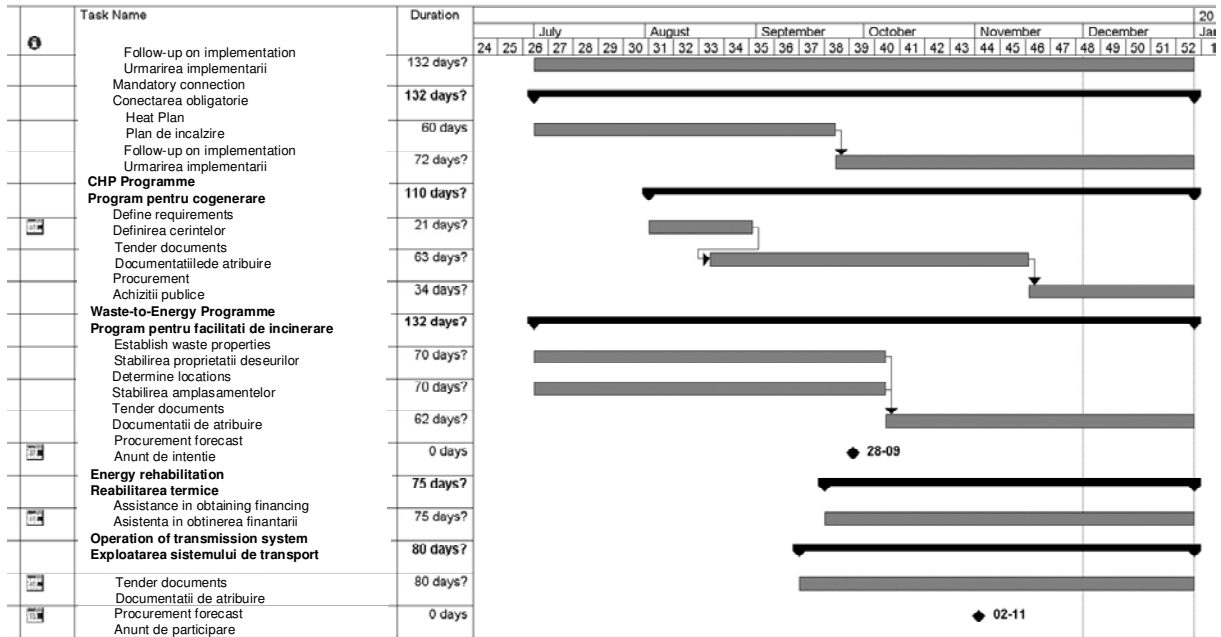 Task Name Duration 20
July August September October November December Jan
24 25 26 27 28 29 30 31 32 33 34 35 36 37 38 39 40 41 42 43 44 45 46 47 48 49 50 51 52 1
Follow-up on implementation
Urmarirea implementarii 132 days?
Mandatory connection
Conectarea obligatorie 132 days?
Heat Plan
Plan de incalzire 60 days
Follow-up on implementation
Urmarirea implementarii 72 days?
CHP Programme
Program pentru cogenerare 110 days?
Define requirements
Definirea cerintelor 21 days?
Tender documents
Documentatiilede atribuire 63 days?
Procurement
Achizitii publice 34 days?
Waste-to-Energy Programme
Program pentru facilitati de incinerare 132 days?
Establish waste properties
Stabilirea proprietatii deseurilor 70 days?
Determine locations
Stabilirea amplasamentelor 70 days?
Tender documents
Documentatii de atribuire 62 days?
Procurement forecast
Anunt de intentie 0 days 28-09
Energy rehabilitation
Reabilitarea termice 75 days?
Assistance in obtaining financing
Asistenta in obtinerea finantarii 75 days?
Operation of transmission system
Exploatarea sistemului de transport 80 days?
Tender documents 80 days?
Documentatii de atribuire
Procurement forecast 0 days 02-11
Anunt de participare